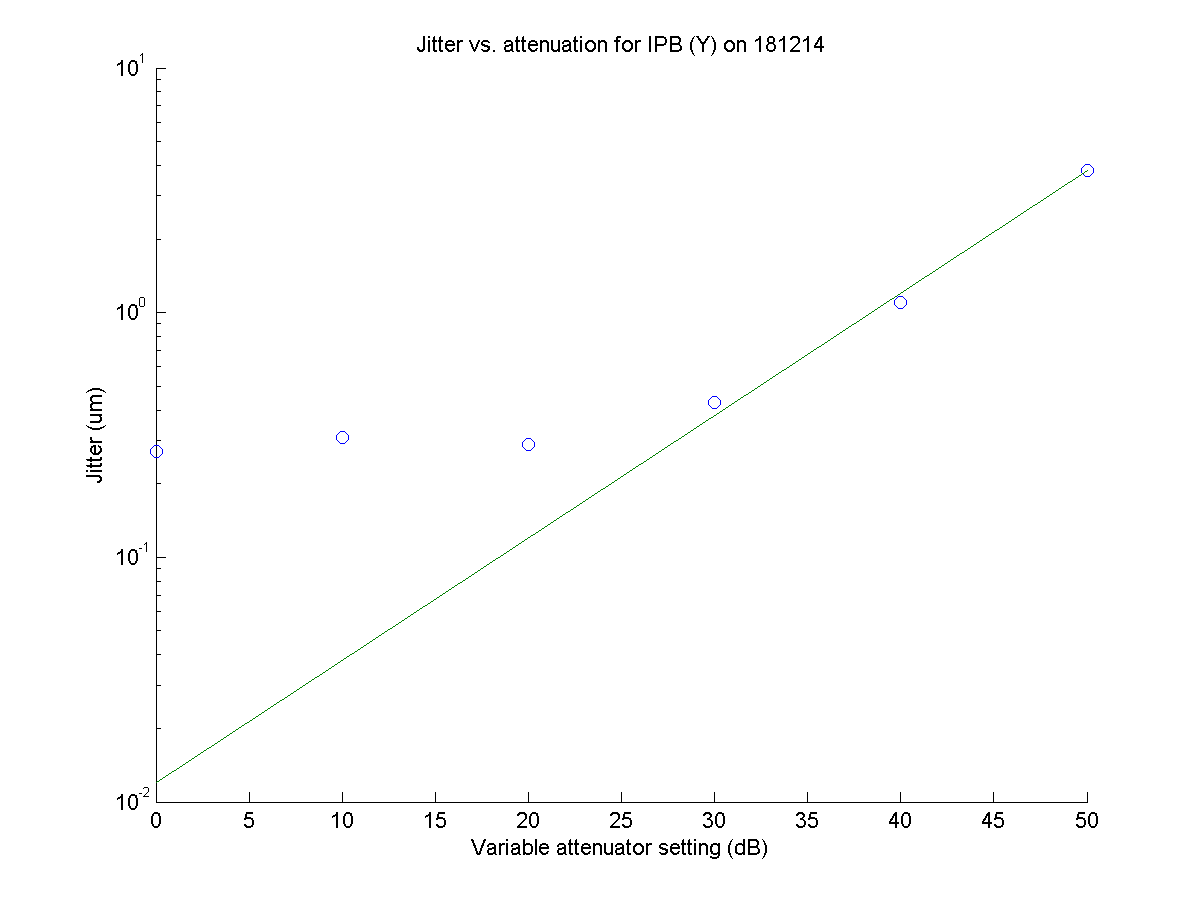 Jitter vs. attenuation for IPB (Y) on 181214
10^1
10^0
10^-1
10^-2
Jitter (um)
0 5 10 15 20 25 30 35 40 45 50
Variable attenuator setting (dB)